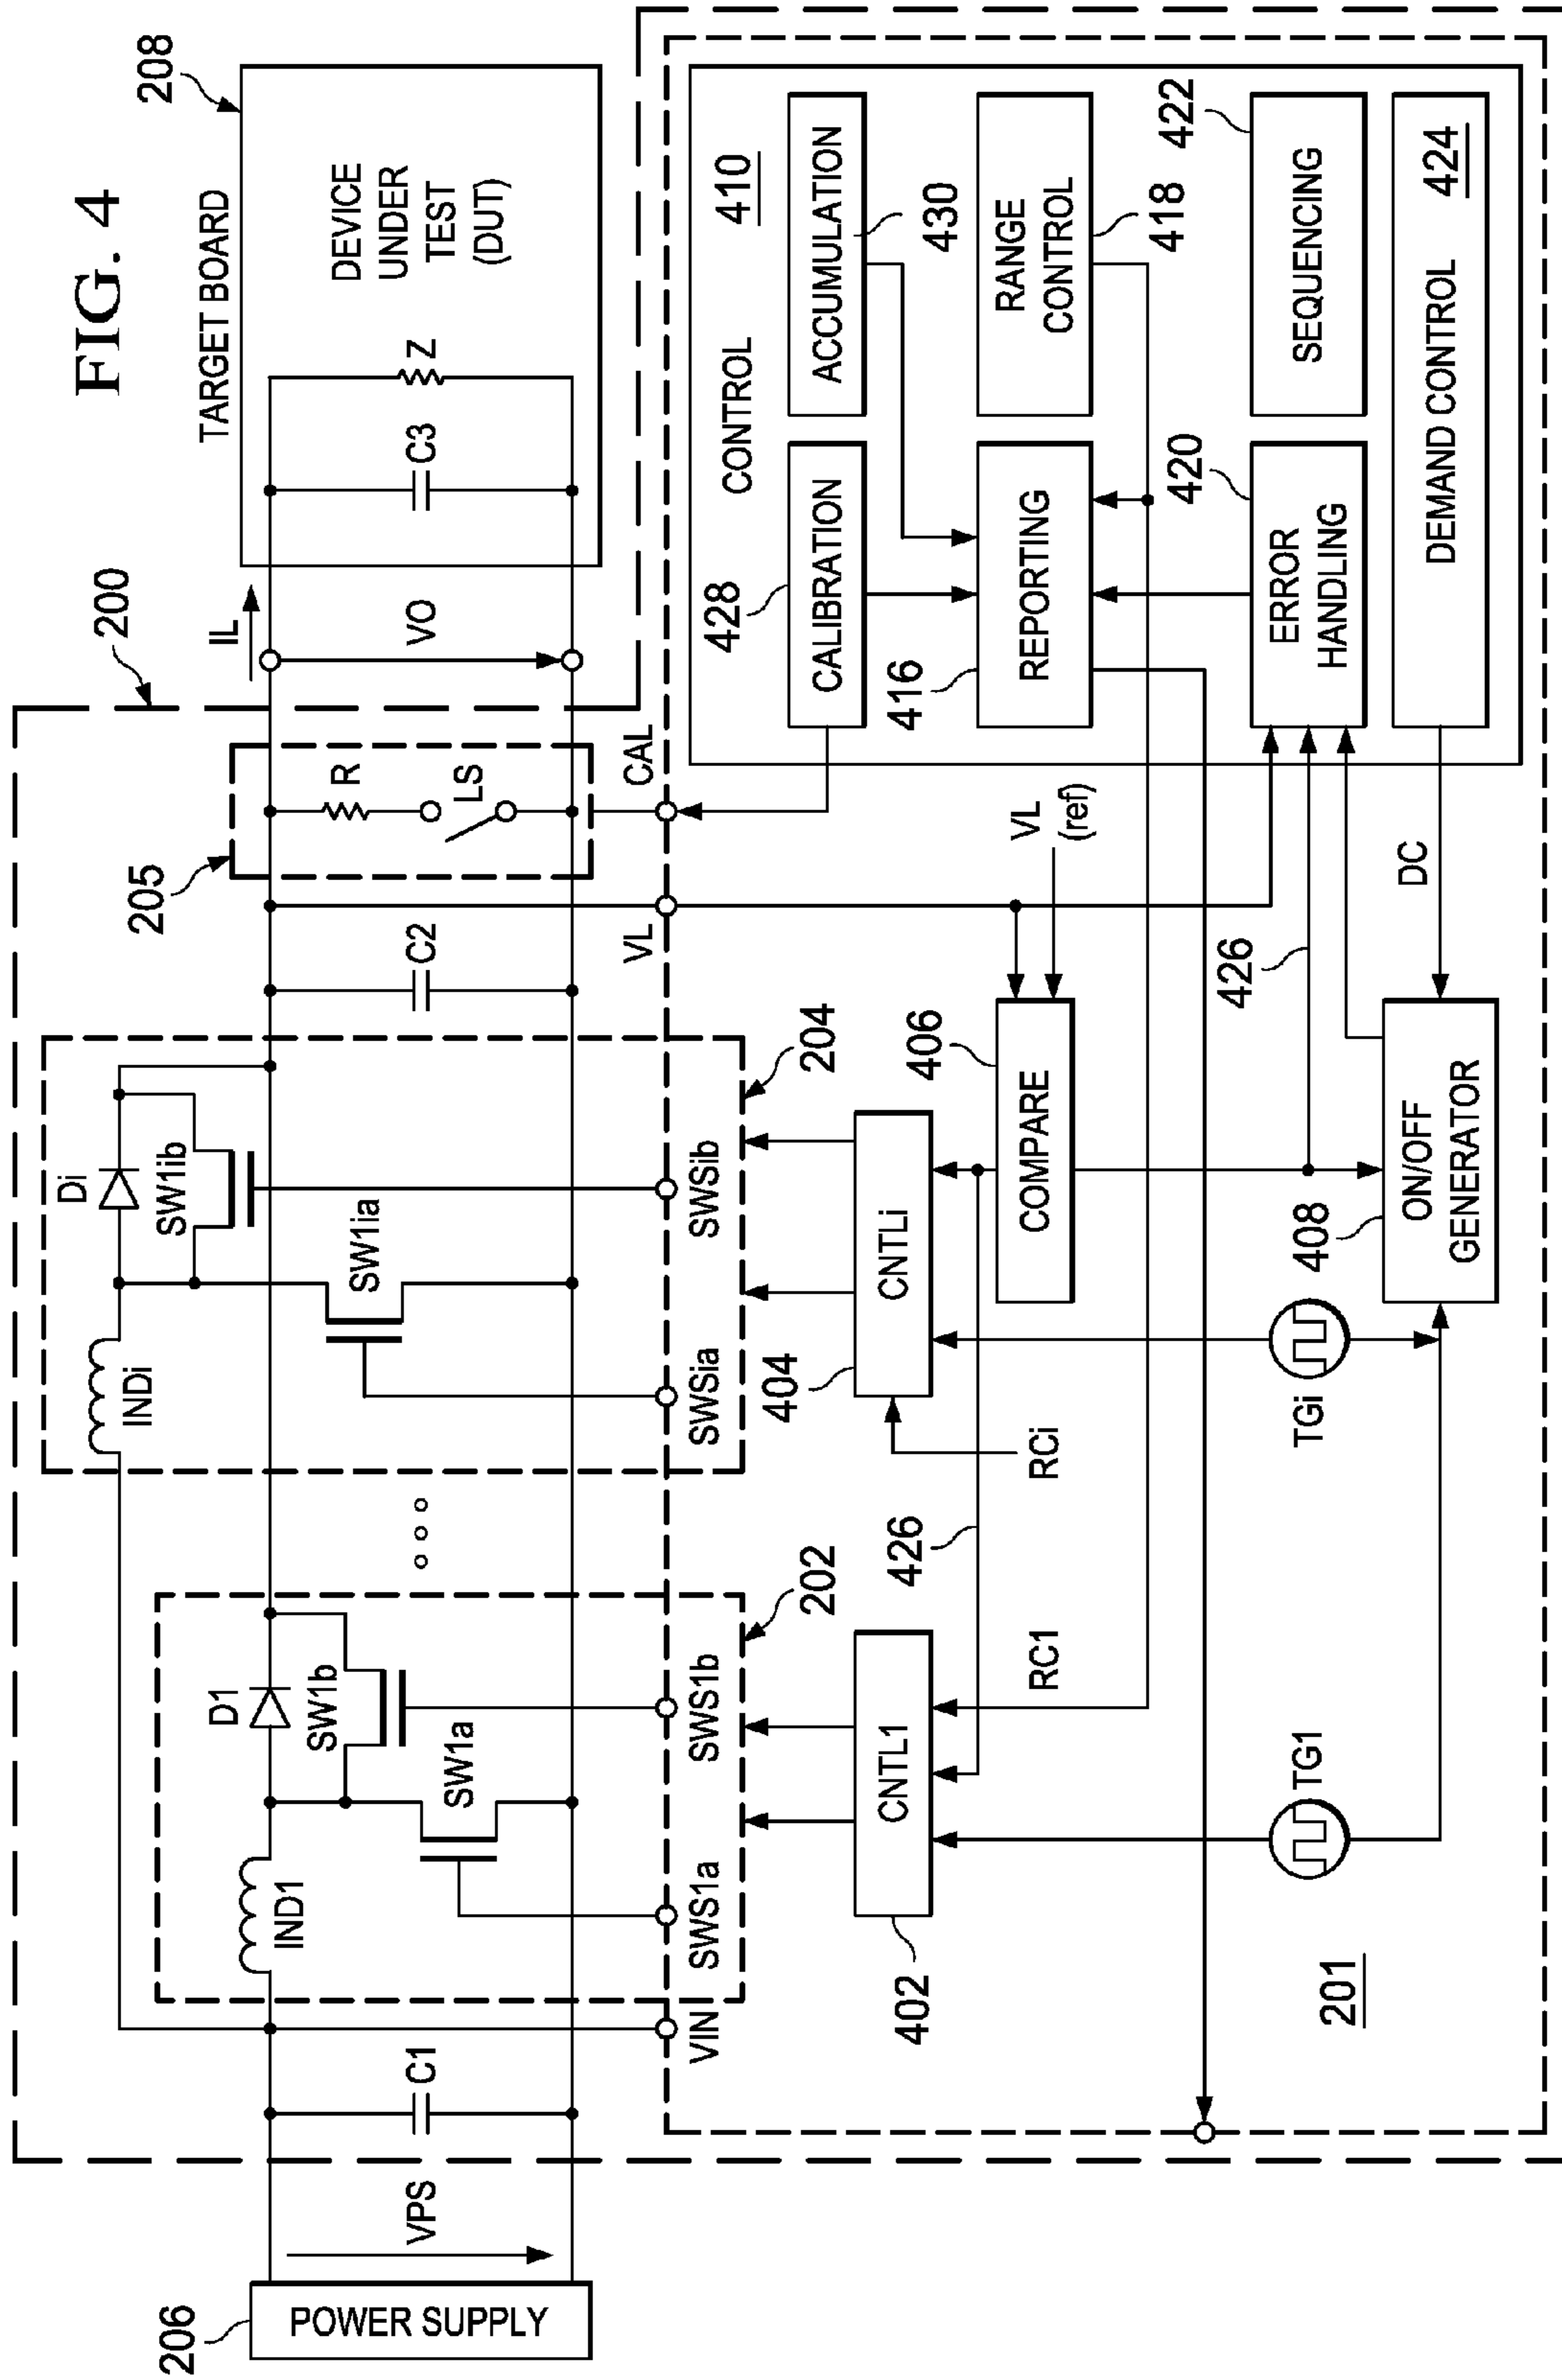 FIG. 4
200
208
TARGET BOARD
DEVICE
UNDER
TEST
(DUT)
C3
Z
IL
VO
206
POWER SUPPLY
VPS
C1
VIN
IND1
D1
SW1b
SW1a
SWS1a
SWS1b
202
INDi
Di
SW1ib
SW1ia
SWSia
SWSib
204
C2
VL
205
R
LS
CAL
402
CNTL1
RC1
426
404
CNTLi
RCi
406
COMPARE
VL
(ref)
201
TG1
TGi
408
ON/OFF
GENERATOR
426
DC
CONTROL
410
428
CALIBRATION
ACCUMULATION
430
416
REPORTING
RANGE
CONTROL
418
420
ERROR
HANDLING
422
SEQUENCING
DEMAND CONTROL
424